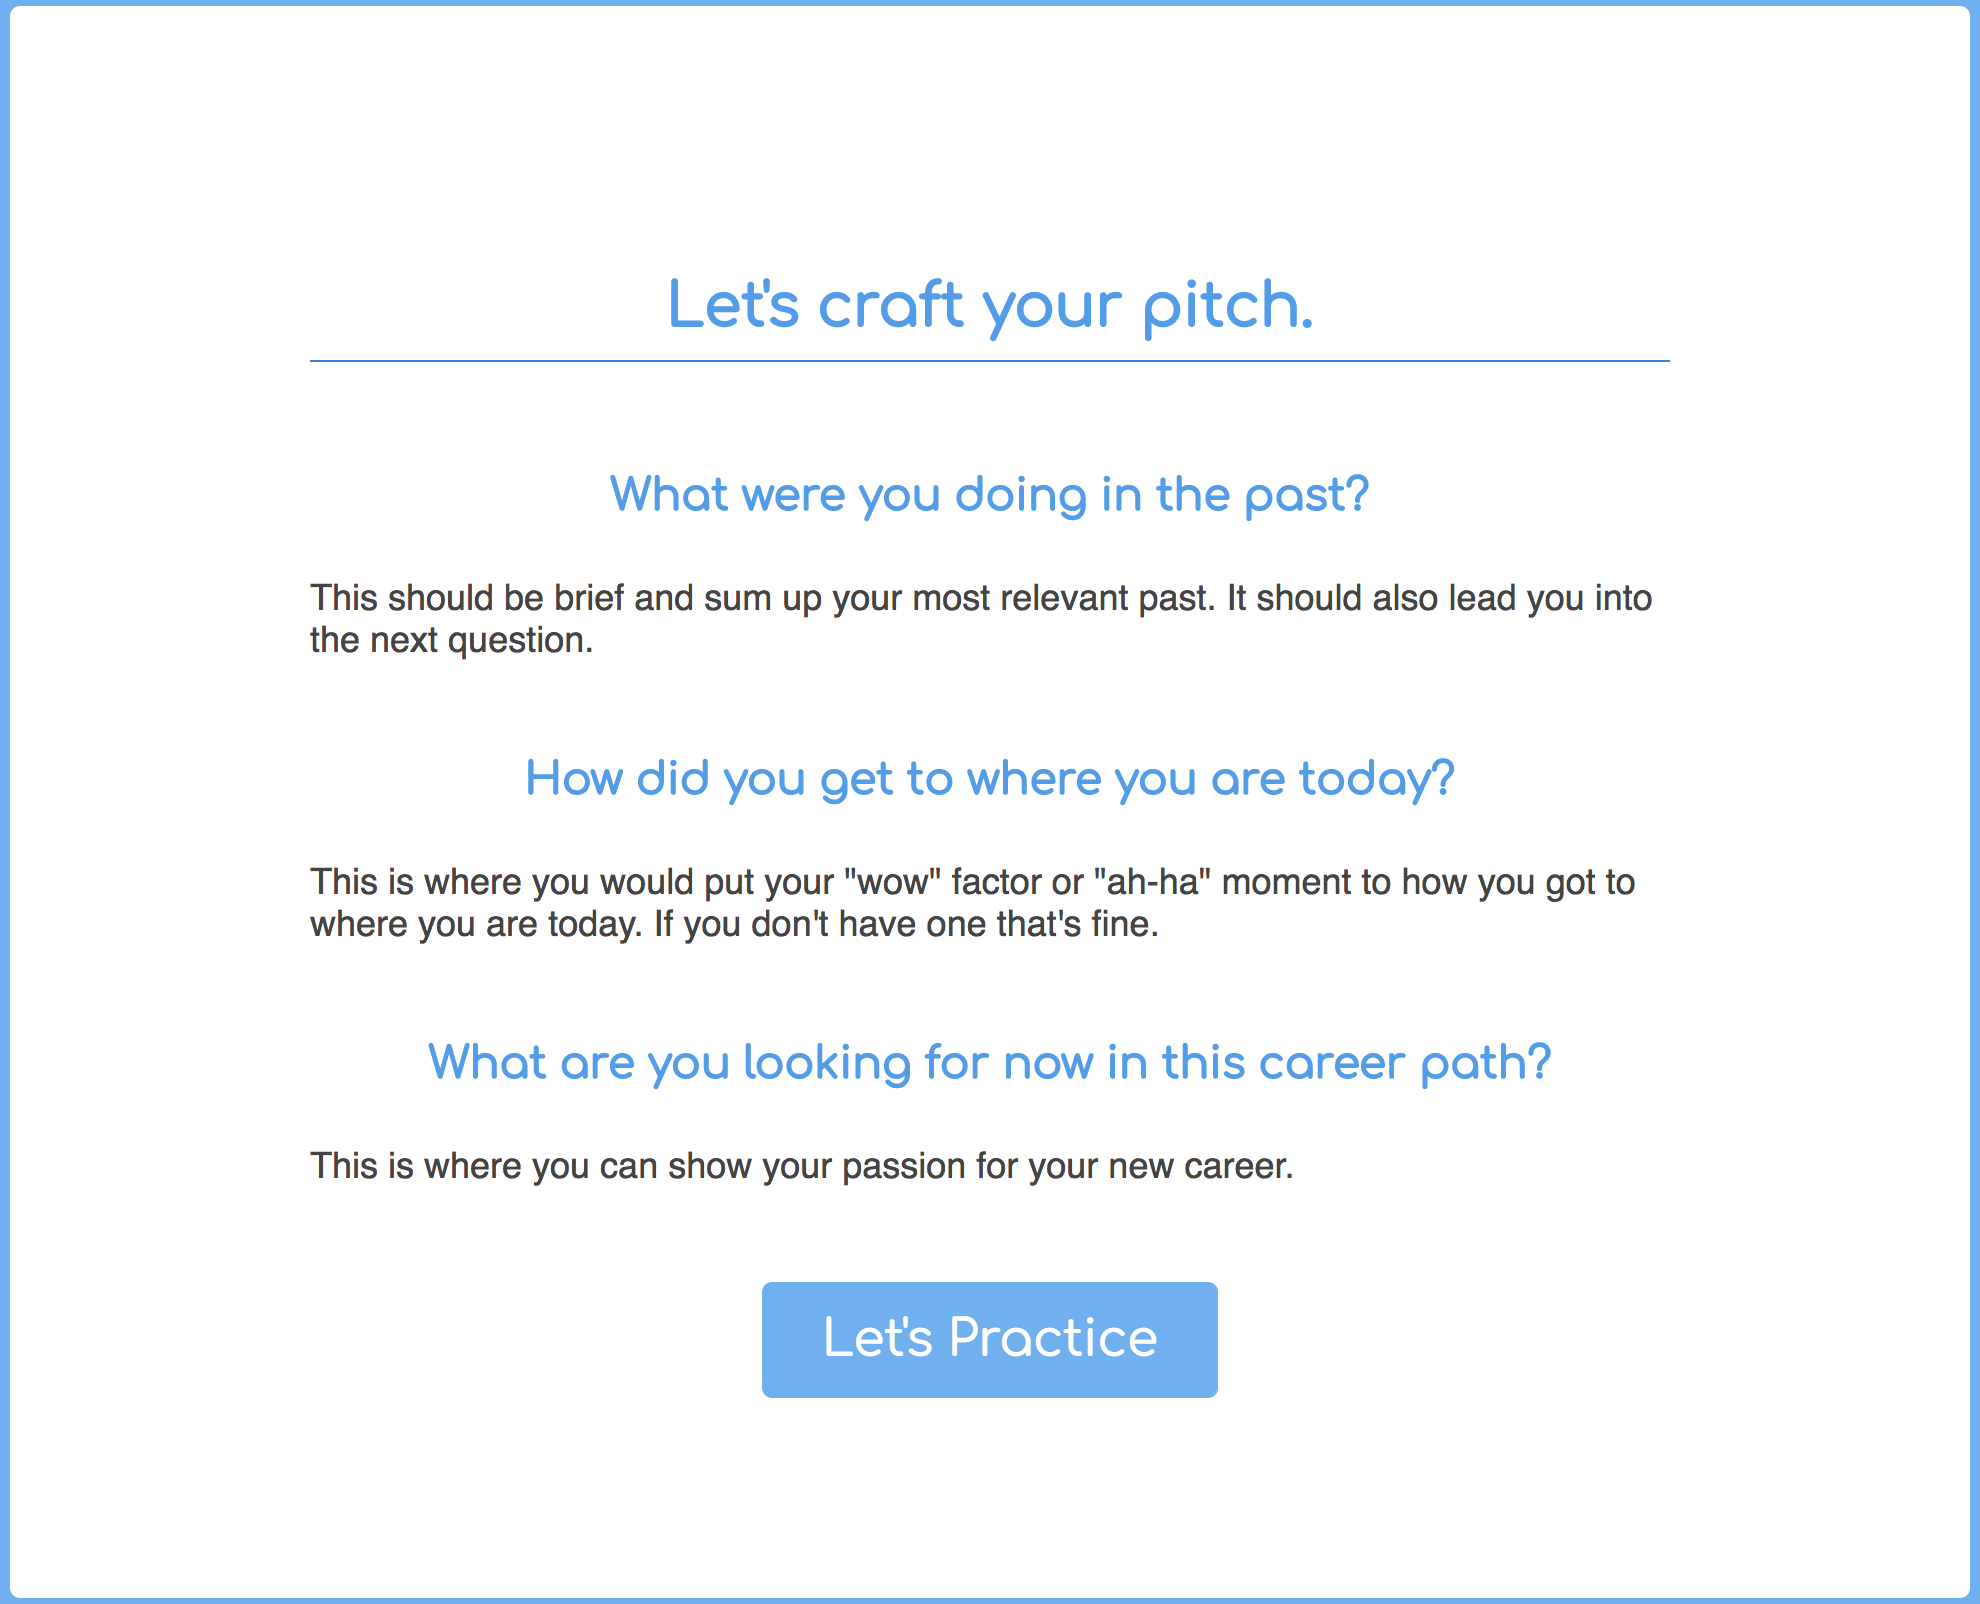 Let's craft your pitch.
What were you doing in the past?
This should be brief and sum up your most relevant past. It should also lead you into
the next question.
How did you get to where you are today?
This is where you would put your "wow" factor or "ah-ha" moment to how you got to
where you are today. If you don't have one that's fine.
What are you looking for now in this career path?
This is where you can show your passion for your new career.
Let's Practice